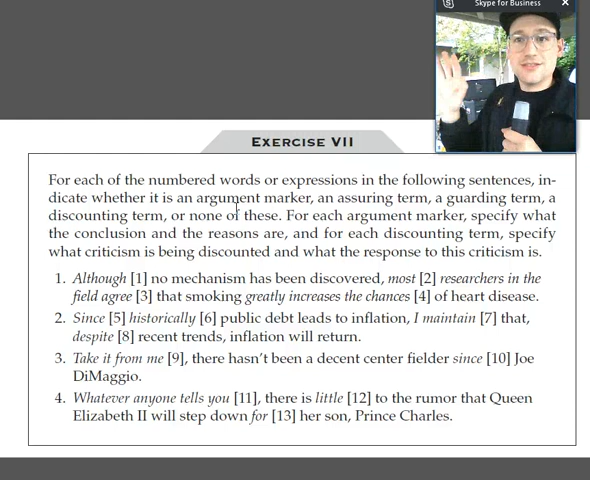 Skype for Business
EXERCISE VII
For each of the numbered words or expressions in the following sentences, in-
dicate whether it is an argument marker, an assuring term, a guarding term, a
discounting term, or none of these. For each argument marker, specify what
the conclusion and the reasons are, and for each discounting term, specify
what criticism is being discounted and what the response to this criticism is.
1. Although [1] no mechanism has been discovered, most [2] researchers in the
field agree [3] that smoking greatly increases the chances [4] of heart disease.
2. Since [5] historically [6] public debt leads to inflation, I maintain [7] that,
despite [8] recent trends, inflation will return.
3. Take it from me [9], there hasn't been a decent center fielder since [10] Joe
DiMaggio.
4. Whatever anyone tells you [11], there is little [12] to the rumor that Queen
Elizabeth II will step down for [13] her son, Prince Charles.